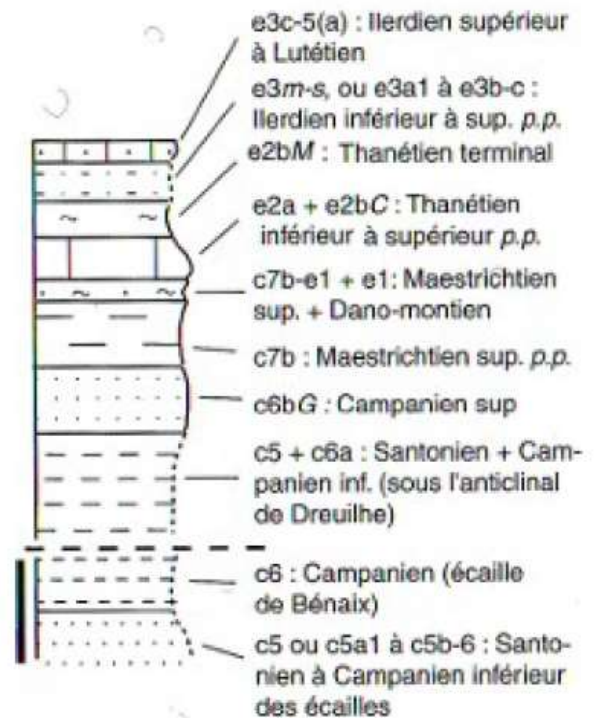 e3c-5(a) : Ilerdien supérieur
à Lutétien
e3m-s, ou e3a1 à e3b-c :
Ilerdien inférieur à sup. p.p.
e2bM : Thanétien terminal
e2a + e2bC : Thanétien
inférieur à supérieur p.p.
c7b-e1 + e1: Maestrichtien
sup. + Dano-montien
c7b : Maestrichtien sup. p.p.
c6bG : Campanien sup
c5 + c6a : Santonien + Cam-
panien inf. (sous l'anticlinal
de Dreuilhe)
c6 : Campanien (écaille
de Bénaix)
c5 ou c5a1 à c5b-6 : Santo-
nien à Campanien inférieur
des écailles